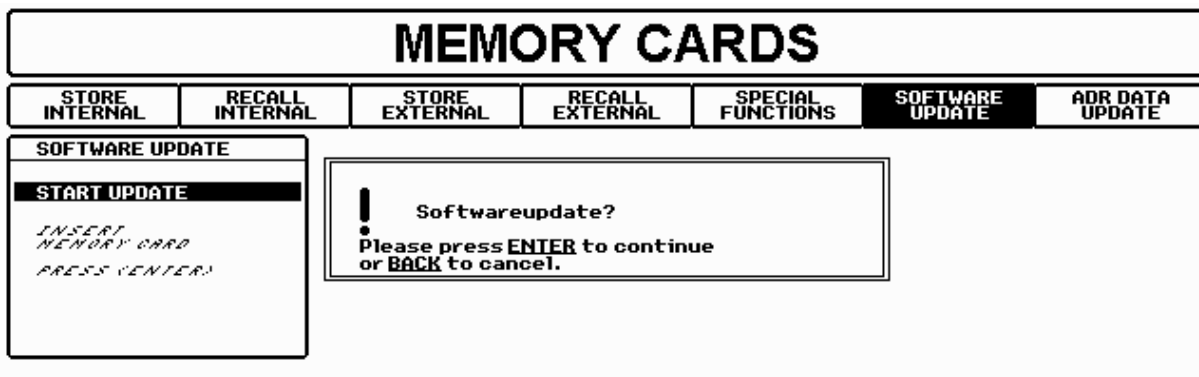 MEMORY CARDS
STORE INTERNAL
RECALL INTERNAL
STORE EXTERNAL
RECALL EXTERNAL
SPECIAL FUNCTIONS
SOFTWARE UPDATE
ADR DATA UPDATE
SOFTWARE UPDATE
START UPDATE
INSERT
MEMORY CARD
PRESS (ENTER)
! Softwareupdate?
Please press ENTER to continue
or BACK to cancel.